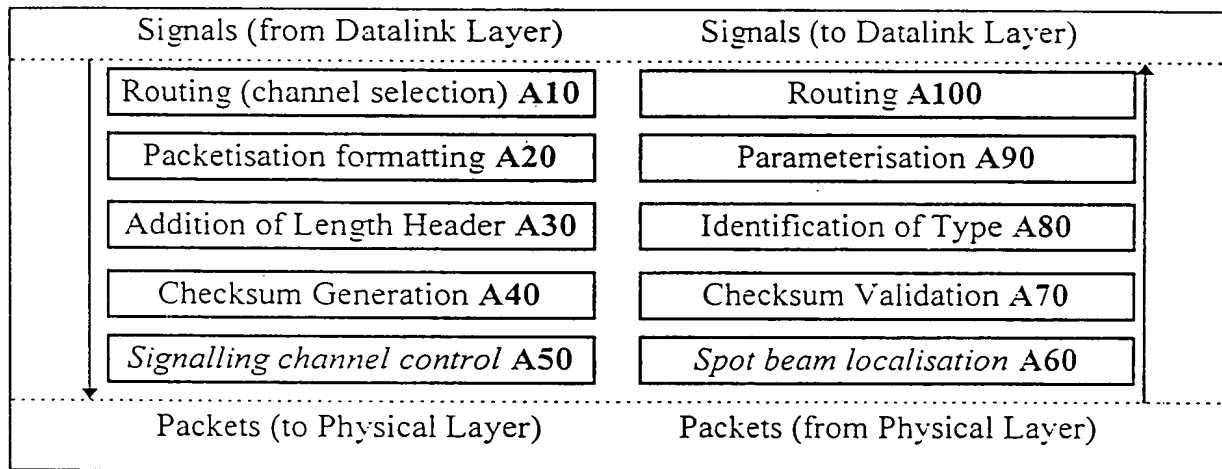 Signals (from Datalink Layer)
Signals (to Datalink Layer)
Routing (channel selection) A10
Routing A100
Packetisation formatting A20
Parameterisation A90
Addition of Length Header A30
Identification of Type A80
Checksum Generation A40
Checksum Validation A70
Signalling channel control A50
Spot beam localisation A60
Packets (to Physical Layer)
Packets (from Physical Layer)